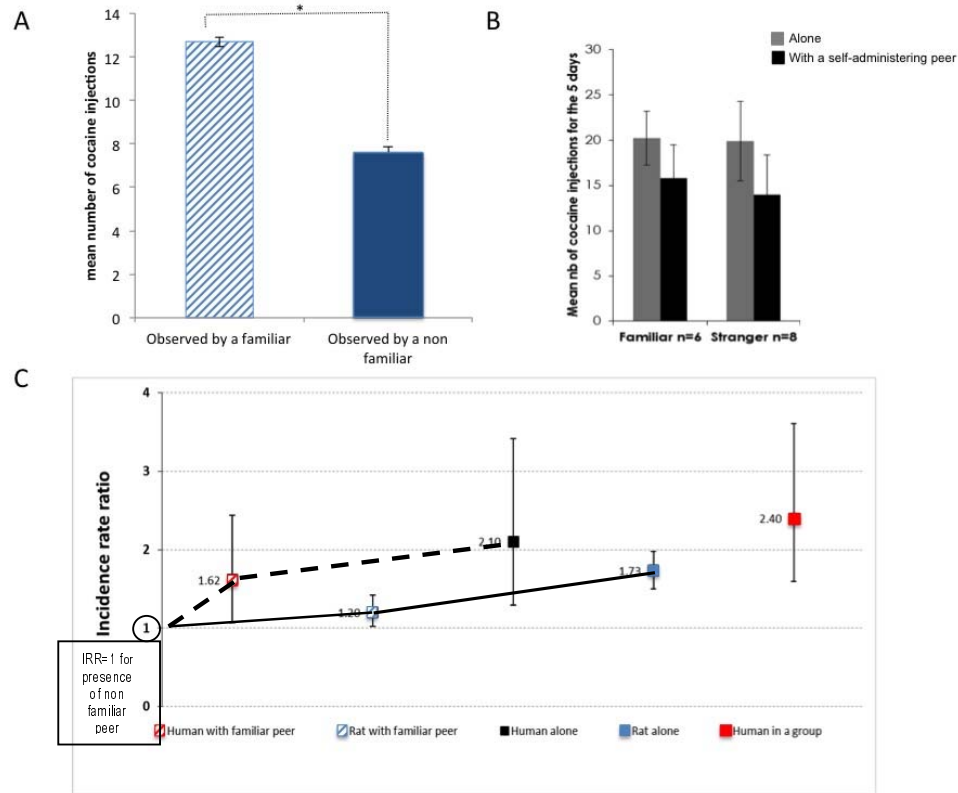 A
14
12
10
8
6
4
2
0
mean number of cocaine injections
*
Observed by a familiar
Observed by a non
familiar
B
Alone
With a self-administering peer
30
25
20
15
10
5
0
Mean nb of cocaine injections for the 5 days
Familiar n=6 Stranger n=8
C
4
3
2
1
0
Incidence rate ratio
1.62
1.20
2.10
1.73
2.40
IRR=1 for
presence
of non
familiar
peer
Human with familiar peer
Rat with familiar peer
Human alone
Rat alone
Human in a group